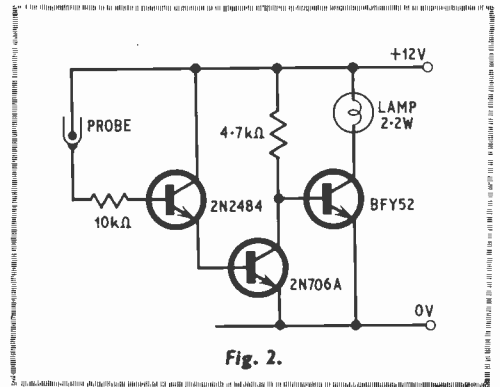 +12V
PROBE
LAMP
2·2W
4·7kΩ
2N2484
BFY52
10kΩ
2N706A
0V
Fig. 2.